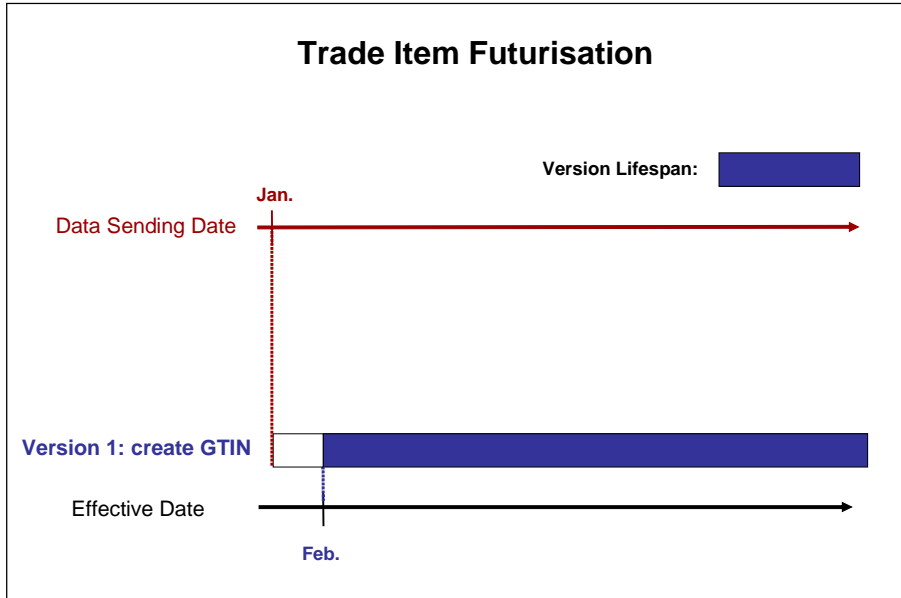 Trade Item Futurisation
Version Lifespan:
Jan.
Data Sending Date
Version 1: create GTIN
Effective Date
Feb.